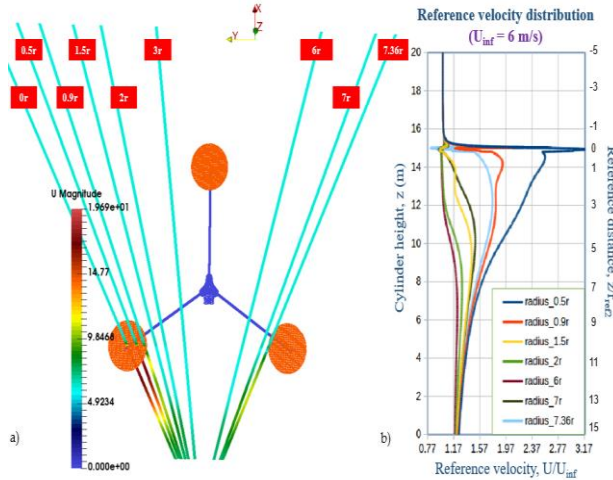 X
Y
Z
0.5r
1.5r
3r
6r
7.36r
0r
0.9r
2r
7r
U Magnitude
1.969e+01
14.77
9.8468
4.9234
0.000e+00
a)
Reference velocity distribution
(U_inf = 6 m/s)
Cylinder height, z (m)
20
18
16
14
12
10
8
6
4
2
0
-5
-1
0
1
3
5
7
9
11
13
15
Reference distance, Z/r_ref2
radius_0.5r
radius_0.9r
radius_1.5r
radius_2r
radius_6r
radius_7r
radius_7.36r
0.77 1.17 1.57 1.97 2.37 2.77 3.17
b)
Reference velocity, U/U_inf